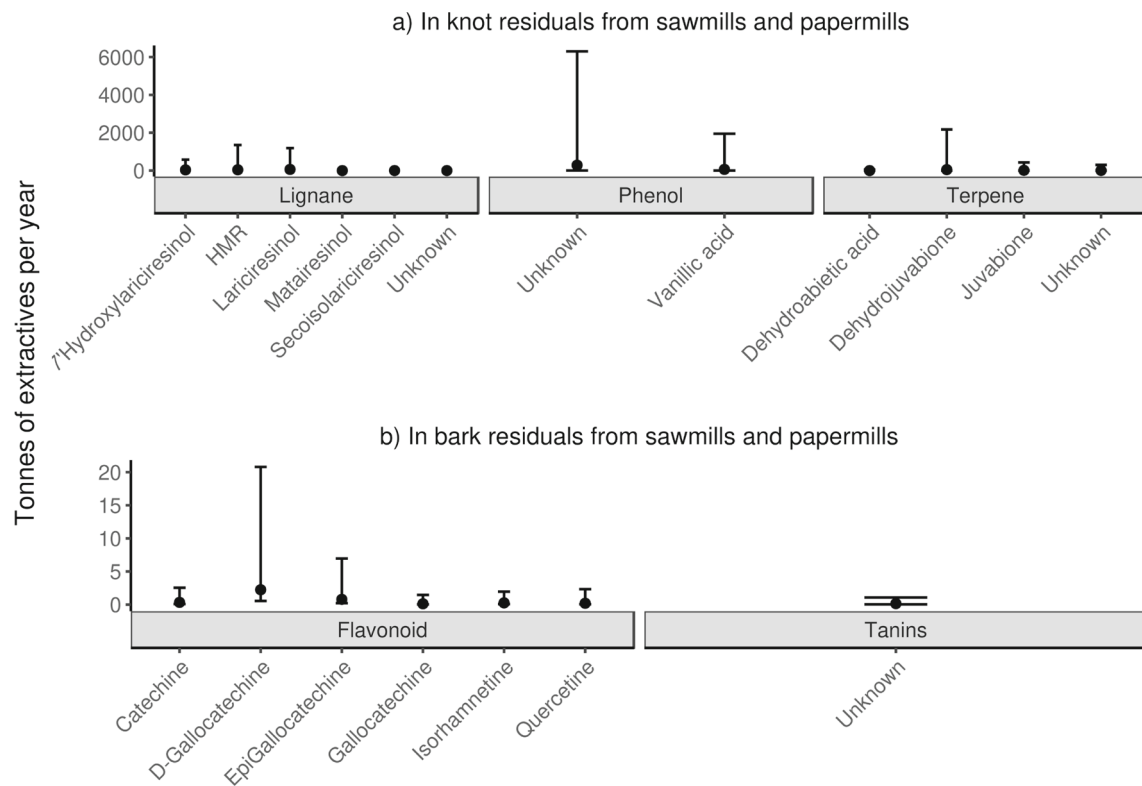 a) In knot residuals from sawmills and papermills
6000
4000
2000
0
Lignane
Phenol
Terpene
7'Hydroxylariciresinol
HMR
Lariciresinol
Matairesinol
Secoisolariciresinol
Unknown
Unknown
Vanillic acid
Dehydroabietic acid
Dehydrojuvabione
Juvabione
Unknown
Tonnes of extractives per year
b) In bark residuals from sawmills and papermills
20
15
10
5
0
Flavonoid
Tanins
Catechine
D-Gallocatechine
EpiGallocatechine
Gallocatechine
Isorhamnetine
Quercetine
Unknown